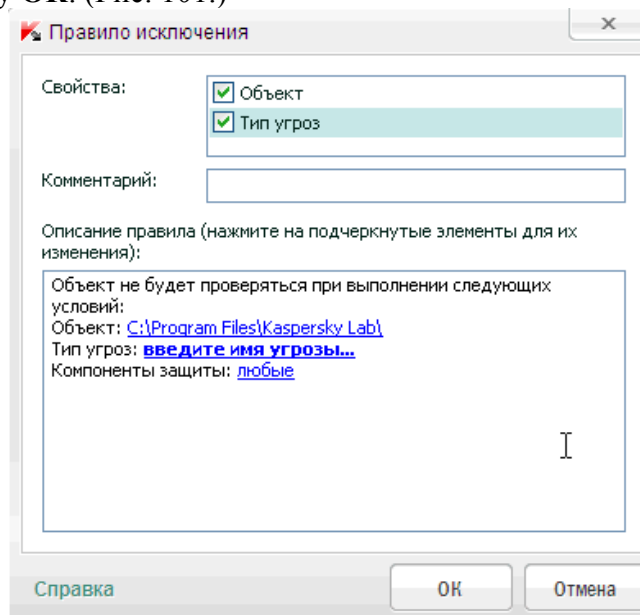 ОК. (Рис. 101.)
Правило исключения
Свойства:
Объект
Тип угроз
Комментарий:
Описание правила (нажмите на подчеркнутые элементы для их
изменения):
Объект не будет проверяться при выполнении следующих
условий:
Объект: C:\Program Files\Kaspersky Lab\
Тип угроз: введите имя угрозы...
Компоненты защиты: любые
Справка
ОК
Отмена